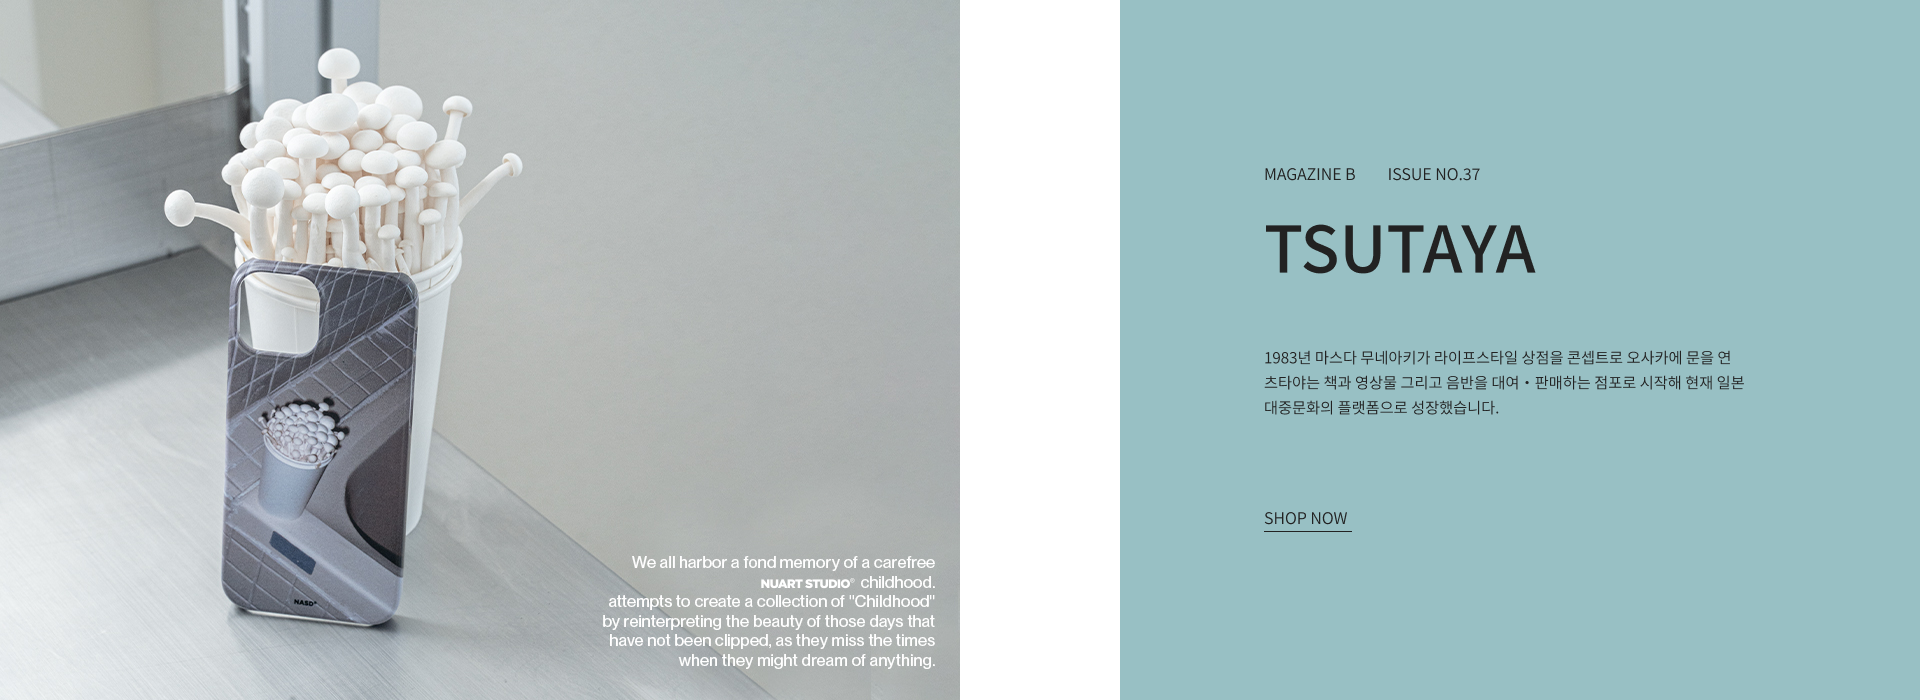 We all harbor a fond memory of a carefree
NUART STUDIO® childhood.
attempts to create a collection of "Childhood"
by reinterpreting the beauty of those days that
have not been clipped, as they miss the times
when they might dream of anything.
NASD®
MAGAZINE B ISSUE NO.37
TSUTAYA
1983년 마스다 무네아키가 라이프스타일 상점을 콘셉트로 오사카에 문을 연
츠타야는 책과 영상물 그리고 음반을 대여・판매하는 점포로 시작해 현재 일본
대중문화의 플랫폼으로 성장했습니다.
SHOP NOW